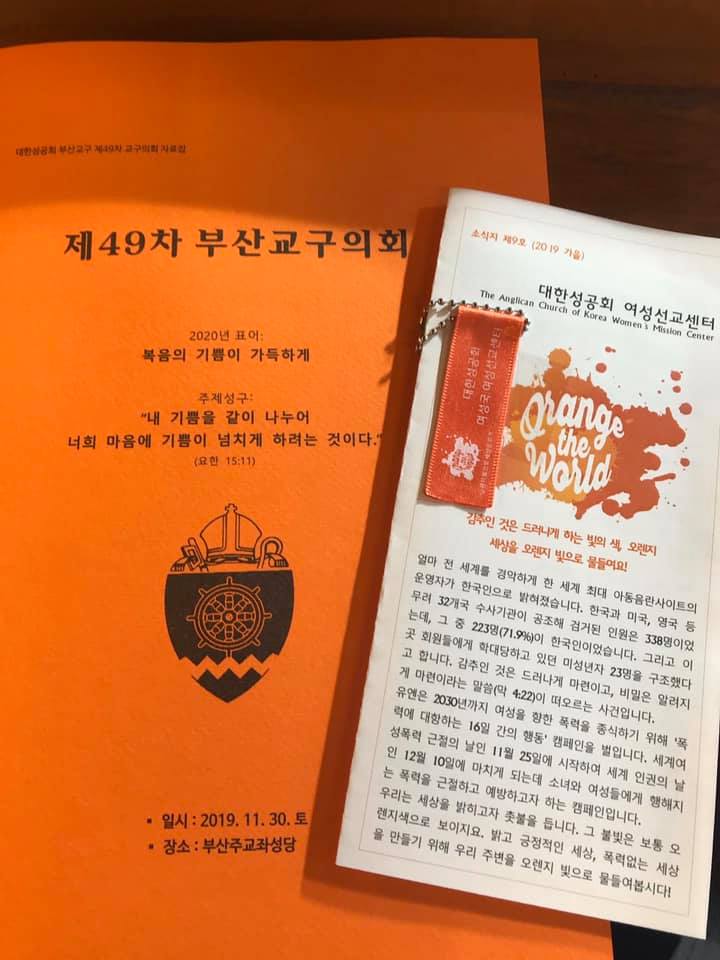 대한성공회 부산교구 제49차 교구의회 자료집
제49차 부산교구의회
2020년 표어:
복음의 기쁨이 가득하게
주제성구:
“내 기쁨을 같이 나누어
너희 마음에 기쁨이 넘치게 하려는 것이다.”
(요한 15:11)
▪ 일시 : 2019. 11. 30. 토
▪ 장소 : 부산주교좌성당
소식지 제9호 (2019 가을)
대한성공회 여성선교센터
The Anglican Church of Korea Women's Mission Center
대한성공회
여성국 여성선교센터
Orange
the
World
감추인 것은 드러나게 하는 빛의 색, 오렌지
세상을 오렌지 빛으로 물들여요!
얼마 전 세계를 경악하게 한 세계 최대 아동음란사이트의
운영자가 한국인으로 밝혀졌습니다. 한국과 미국, 영국 등
무려 32개국 수사기관이 공조해 검거된 인원은 338명이었
는데, 그 중 223명(71.9%)이 한국인이었습니다. 그리고 이
곳 회원들에게 학대당하고 있던 미성년자 23명을 구조했다
고 합니다. 감추인 것은 드러나게 마련이고, 비밀은 알려지
게 마련이라는 말씀(막 4:22)이 떠오르는 사건입니다.
유엔은 2030년까지 여성을 향한 폭력을 종식하기 위해 '폭
력에 대항하는 16일 간의 행동' 캠페인을 벌입니다. 세계여
성폭력 근절의 날인 11월 25일에 시작하여 세계 인권의 날
인 12월 10일에 마치게 되는데 소녀와 여성들에게 행해지
는 폭력을 근절하고 예방하고자 하는 캠페인입니다.
우리는 세상을 밝히고자 촛불을 듭니다. 그 불빛은 보통 오
렌지색으로 보이지요. 밝고 긍정적인 세상, 폭력없는 세상
을 만들기 위해 우리 주변을 오렌지 빛으로 물들여봅시다!